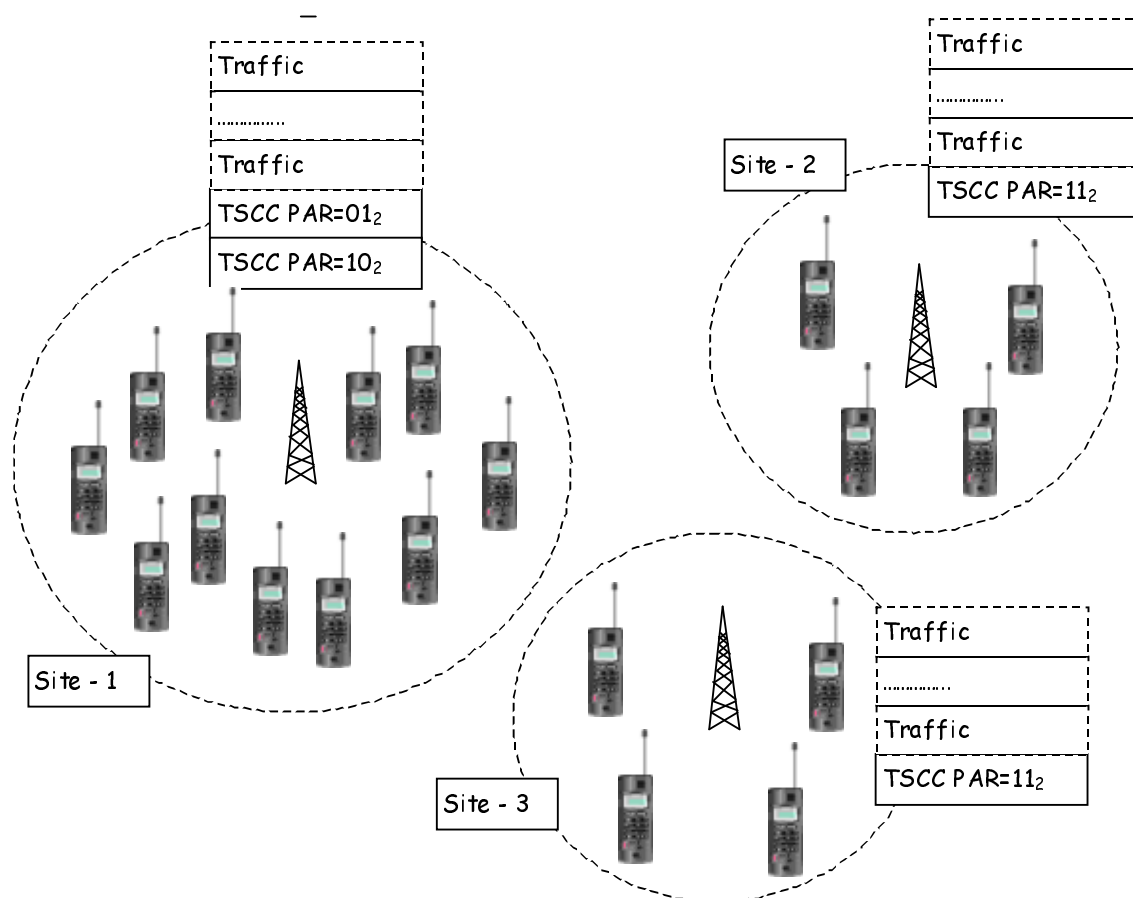 Traffic
...............
Traffic
TSCC PAR=01₂
TSCC PAR=10₂
Site - 1
Traffic
...............
Traffic
TSCC PAR=11₂
Site - 2
Traffic
...............
Traffic
TSCC PAR=11₂
Site - 3